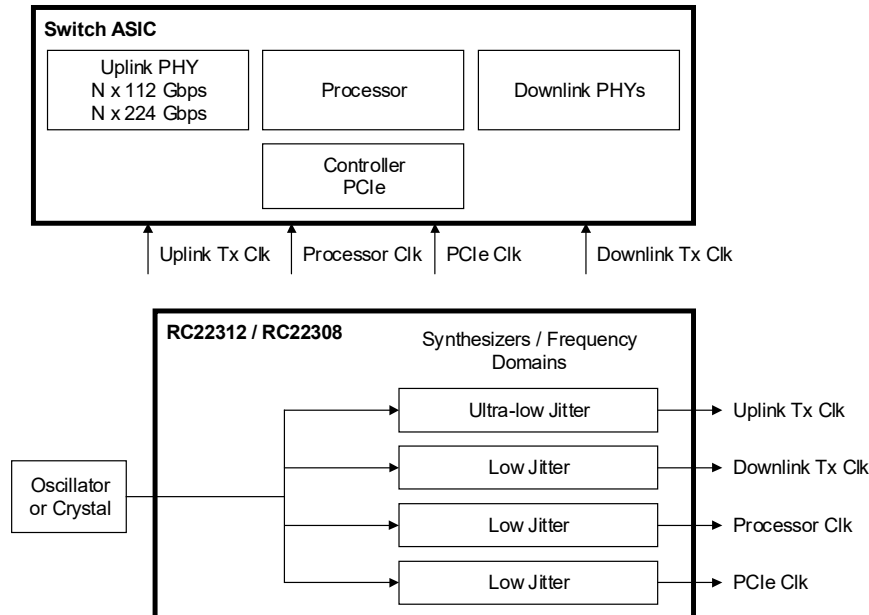 Switch ASIC
Uplink PHY
N x 112 Gbps
N x 224 Gbps
Processor
Downlink PHYs
Controller
PCIe
Uplink Tx Clk
Processor Clk
PCIe Clk
Downlink Tx Clk
RC22312 / RC22308
Synthesizers / Frequency
Domains
Ultra-low Jitter
Uplink Tx Clk
Low Jitter
Downlink Tx Clk
Oscillator
or Crystal
Low Jitter
Processor Clk
Low Jitter
PCIe Clk